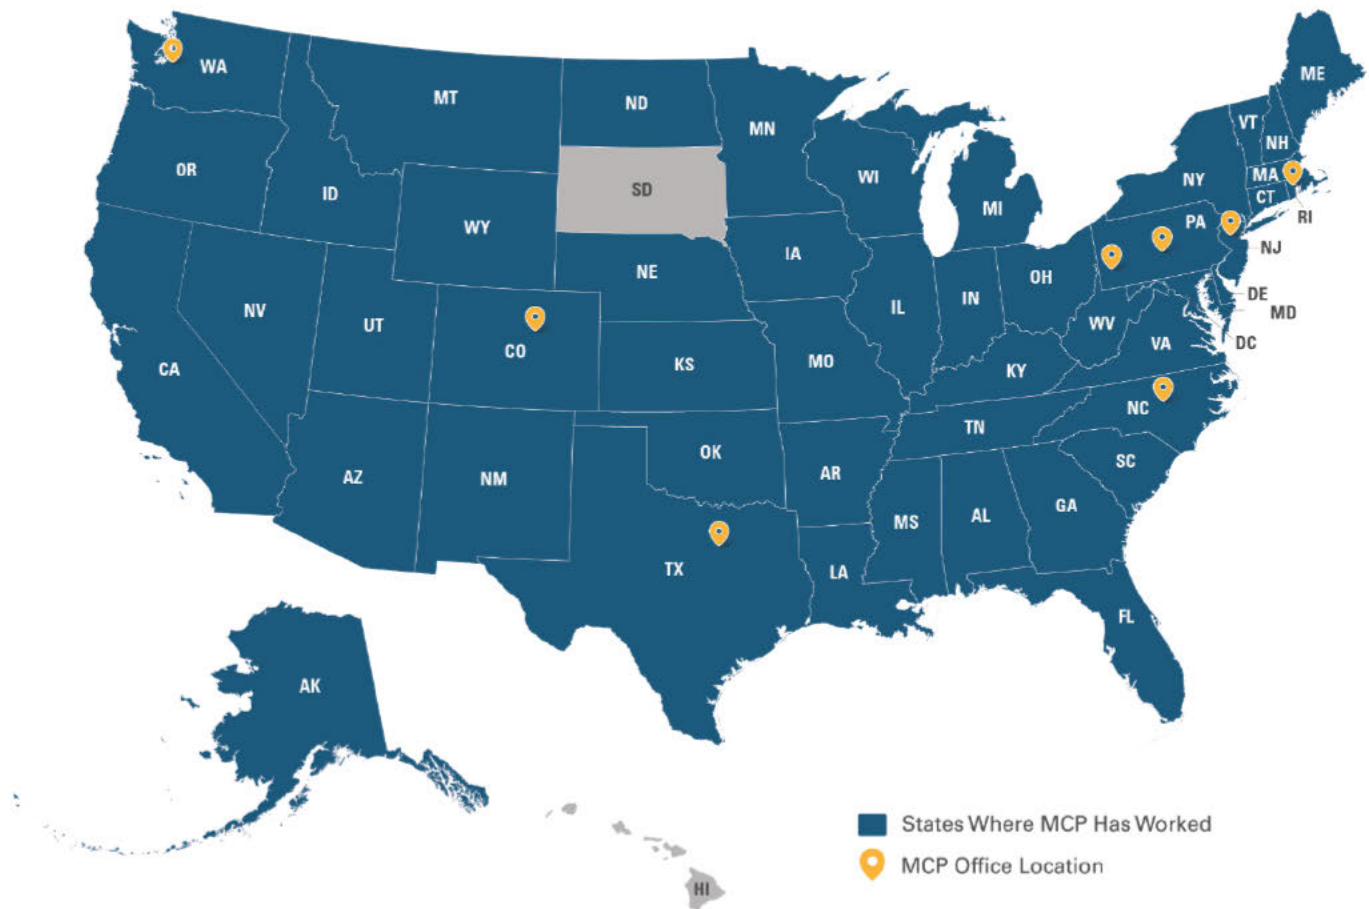 WA
MT
ND
MN
ME
VT
NH
OR
ID
SD
WI
MI
NY
MA
CT
RI
WY
IA
PA
NJ
NE
OH
NV
UT
IL
IN
DE
MD
CO
WV
VA
DC
CA
KS
MO
KY
NC
TN
AZ
NM
OK
AR
SC
MS
AL
GA
TX
LA
FL
AK
HI
States Where MCP Has Worked
MCP Office Location